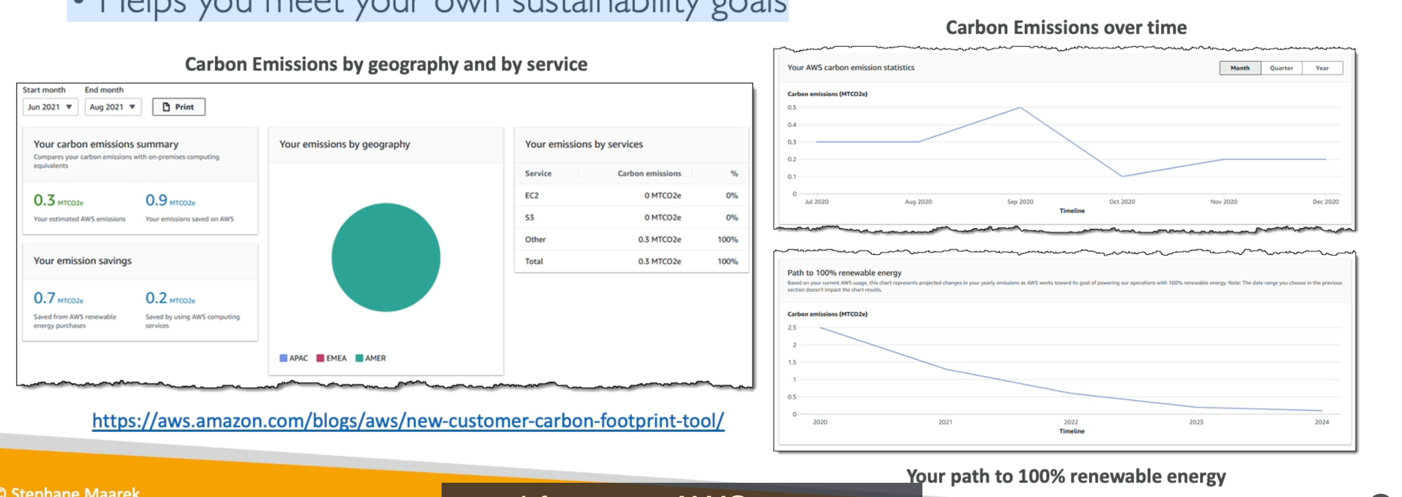 • Helps you meet your own sustainability goals
Carbon Emissions by geography and by service
Start month
End month
Jun 2021 ▼
Aug 2021 ▼
Print
Your carbon emissions summary
Compares your carbon emissions with on-premises computing
equivalents
0.3 MTCO2e
0.9 MTCO2e
Your estimated AWS emissions
Your emissions saved on AWS
Your emission savings
0.7 MTCO2e
0.2 MTCO2e
Saved from AWS renewable
energy purchases
Saved by using AWS computing
services
Your emissions by geography
APAC EMEA AMER
Your emissions by services
Service Carbon emissions %
EC2 0 MTCO2e 0%
S3 0 MTCO2e 0%
Other 0.3 MTCO2e 100%
Total 0.3 MTCO2e 100%
https://aws.amazon.com/blogs/aws/new-customer-carbon-footprint-tool/
Carbon Emissions over time
Your AWS carbon emission statistics
Month Quarter Year
Carbon emissions (MTCO2e)
0.5
0.4
0.3
0.2
0.1
0
Jul 2020 Aug 2020 Sep 2020 Oct 2020 Nov 2020 Dec 2020
Timeline
Path to 100% renewable energy
Based on your current AWS usage, this chart represents projected changes in your yearly emissions as AWS works toward its goal of powering our operations with 100% renewable energy. Note: The date range you choose in the previous
section doesn't impact the chart results.
Carbon emissions (MTCO2e)
2.5
2
1.5
1
0.5
0
2020 2021 2022 2023 2024
Timeline
Your path to 100% renewable energy
© Stephane Maarek